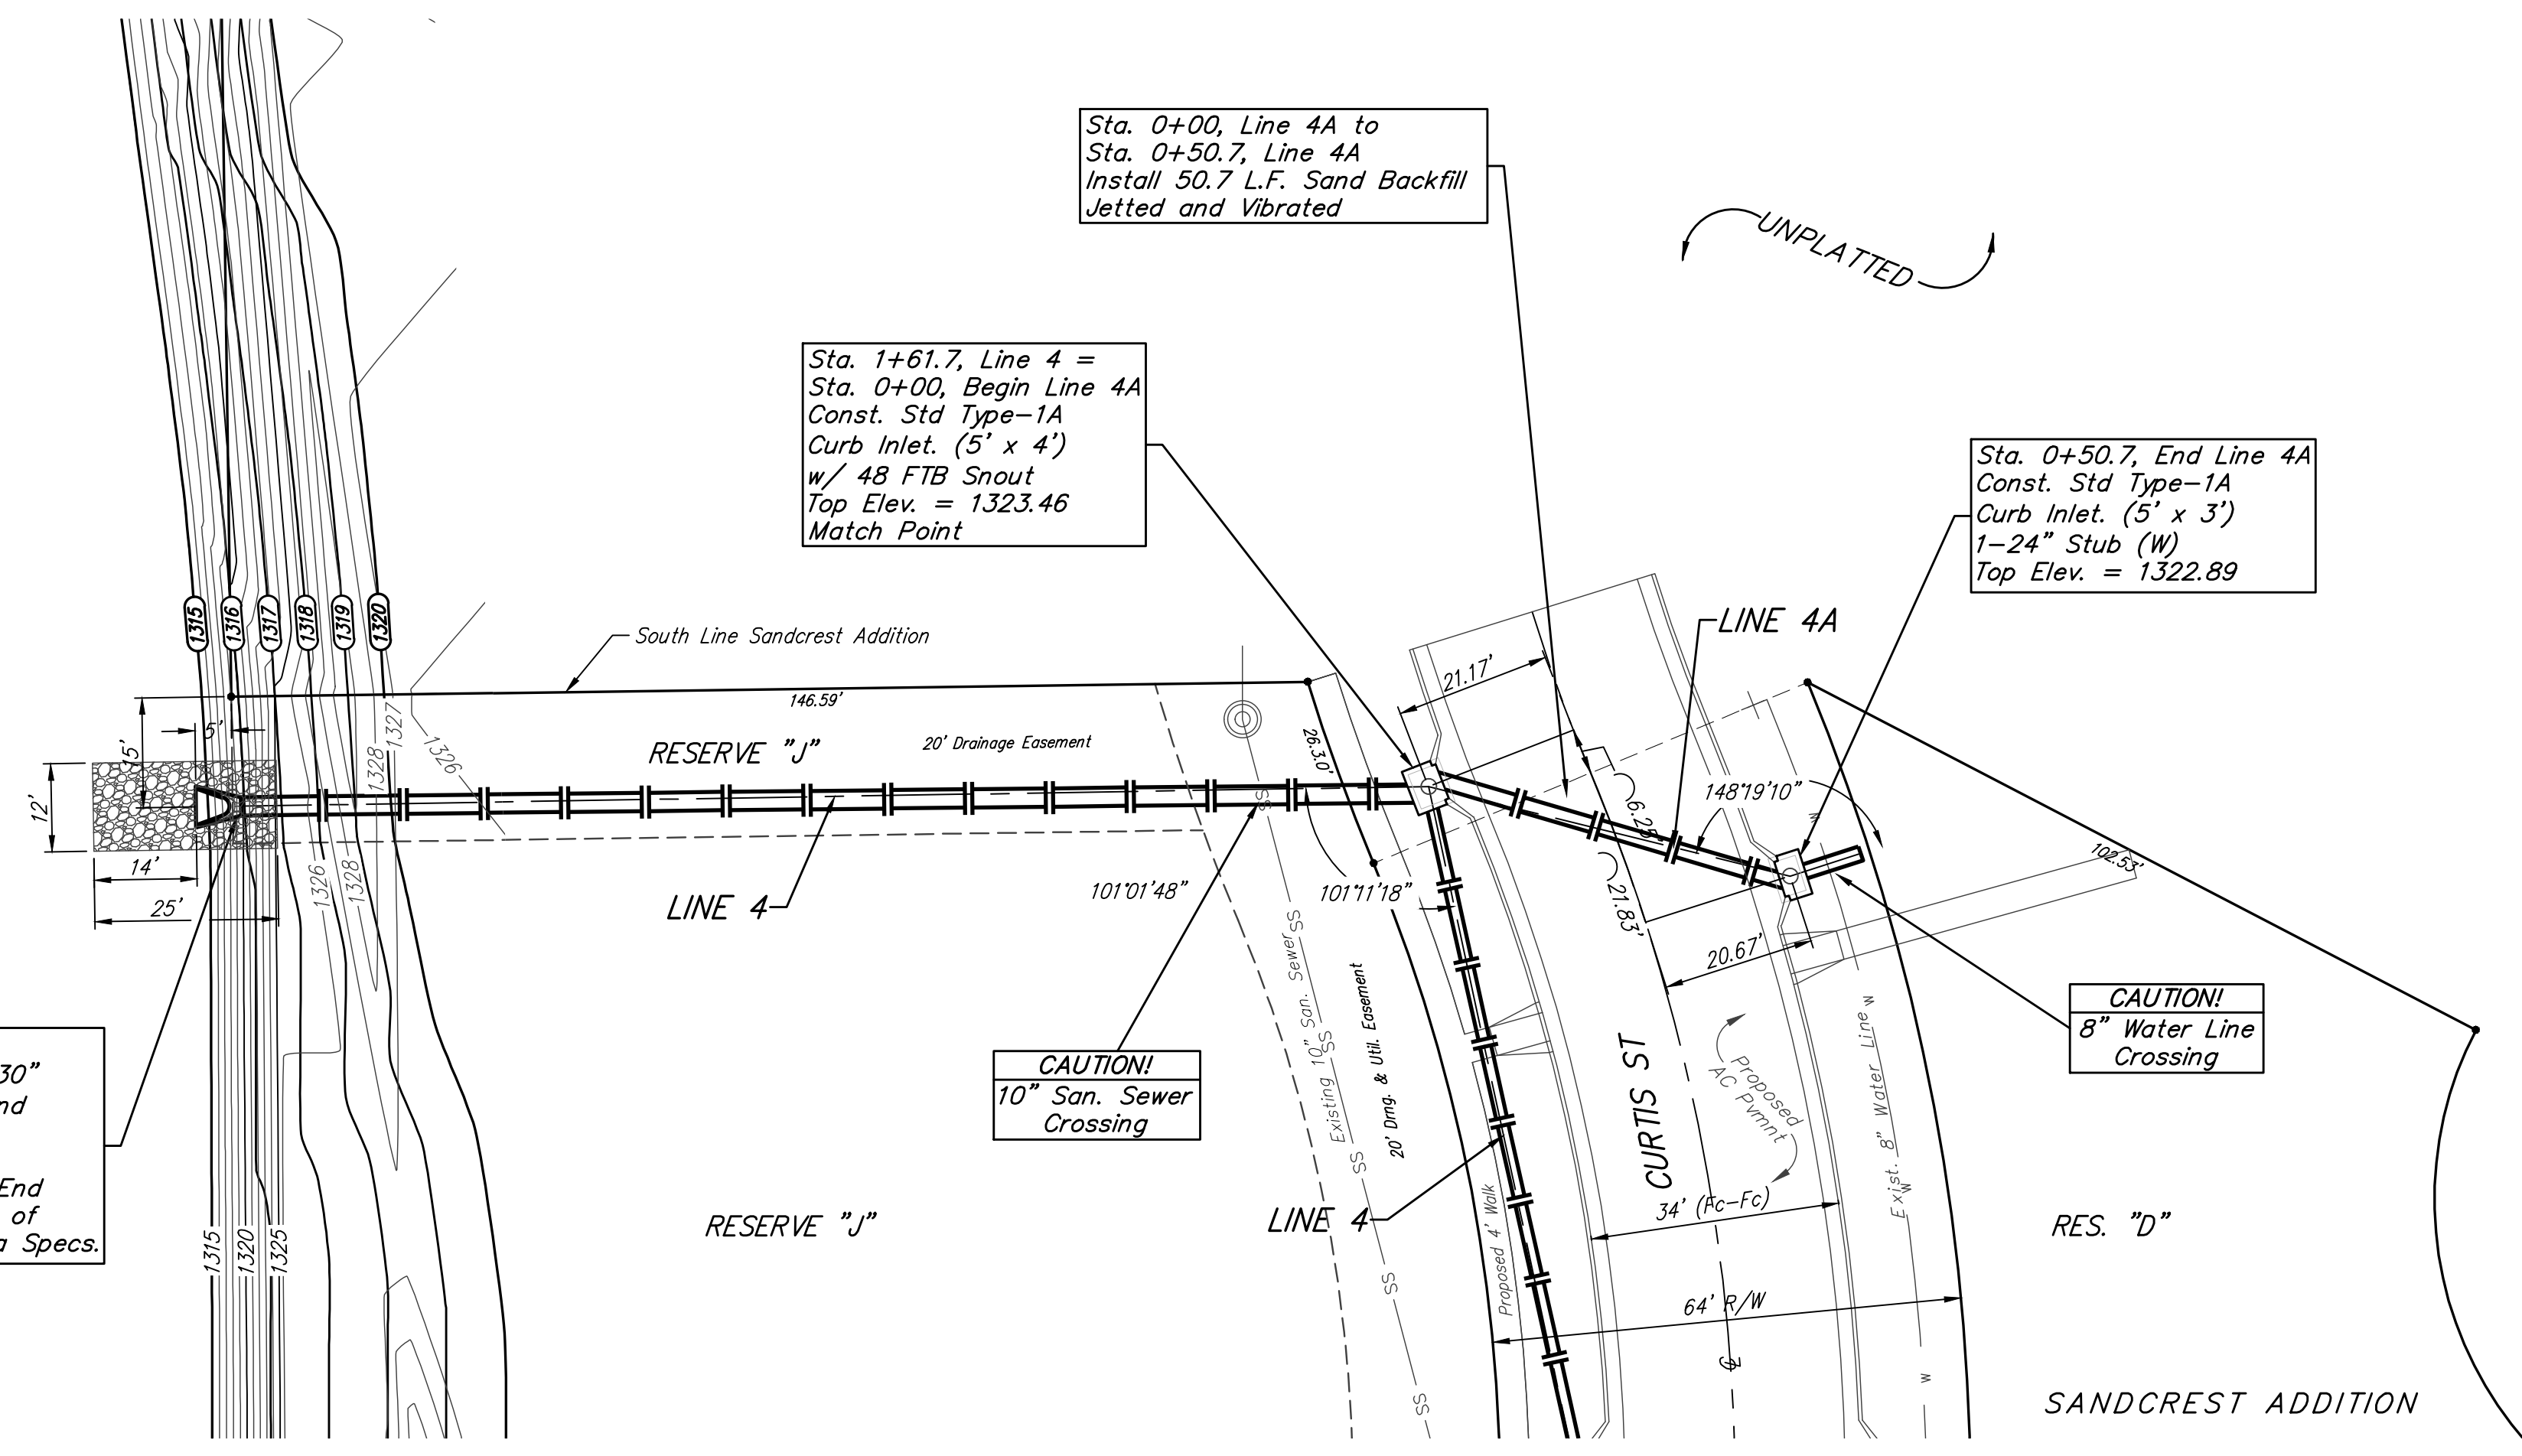 Sta. 0+00, Line 4A to
Sta. 0+50.7, Line 4A
Install 50.7 L.F. Sand Backfill
Jetted and Vibrated
UNPLATTED
Sta. 1+61.7, Line 4 =
Sta. 0+00, Begin Line 4A
Const. Std Type-1A
Curb Inlet. (5' x 4')
w/ 48 FTB Snout
Top Elev. = 1323.46
Match Point
Sta. 0+50.7, End Line 4A
Const. Std Type-1A
Curb Inlet. (5' x 3')
1-24" Stub (W)
Top Elev. = 1322.89
1315
1316
1317
1318
1319
1320
South Line Sandcrest Addition
LINE 4A
21.17'
146.59'
5'
15'
1327
1328
1326
RESERVE "J"
20' Drainage Easement
26.30'
6.25'
148°19'10"
W
12'
SS
14'
25'
1326
1328
LINE 4
101°01'48"
101°11'18"
21.83'
102.53'
20.67'
SS
Existing 10" San. Sewer
SS
20' Drng. & Util. Easement
CURTIS ST
Proposed
AC Pvmnt
Exist. 8" Water Line
W
W
CAUTION!
8" Water Line
Crossing
CAUTION!
10" San. Sewer
Crossing
30"
nd
End
of
a Specs.
1315
1320
1325
RESERVE "J"
LINE 4
SS
SS
SS
Proposed 4' Walk
34' (Fc-Fc)
64' R/W
RES. "D"
W
SANDCREST ADDITION